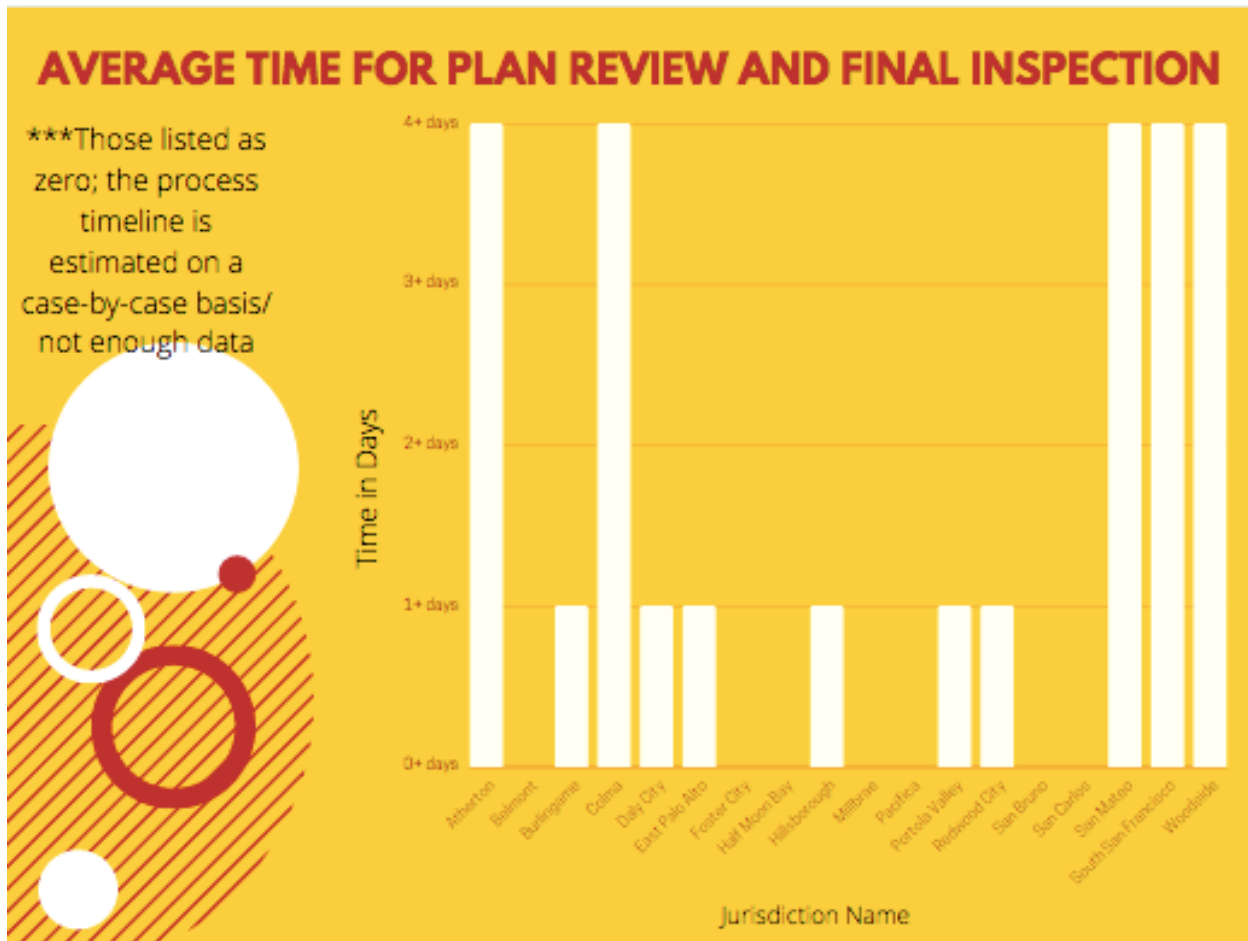 AVERAGE TIME FOR PLAN REVIEW AND FINAL INSPECTION
***Those listed as
zero; the process
timeline is
estimated on a
case-by-case basis/
not enough data
Time in Days
4+ days
3+ days
2+ days
1+ days
0+ days
Atherton
Belmont
Burlingame
Colma
Daly City
East Palo Alto
Foster City
Half Moon Bay
Hillsborough
Millbrae
Pacifica
Portola Valley
Redwood City
San Bruno
San Carlos
San Mateo
South San Francisco
Woodside
Jurisdiction Name